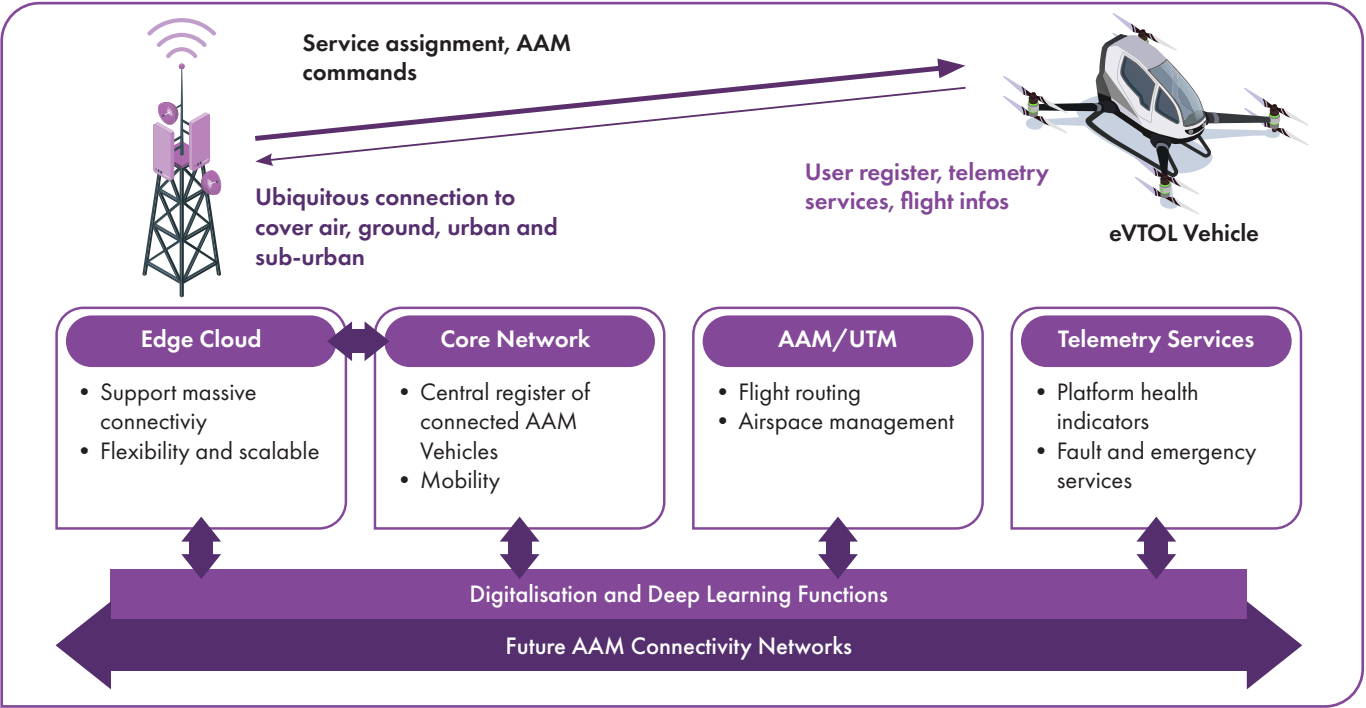 Service assignment, AAM
commands
User register, telemetry
services, flight infos
Ubiquitous connection to
cover air, ground, urban and
sub-urban
eVTOL Vehicle
Edge Cloud
• Support massive
connectiviy
• Flexibility and scalable
Core Network
• Central register of
connected AAM
Vehicles
• Mobility
AAM/UTM
• Flight routing
• Airspace management
Telemetry Services
• Platform health
indicators
• Fault and emergency
services
Digitalisation and Deep Learning Functions
Future AAM Connectivity Networks